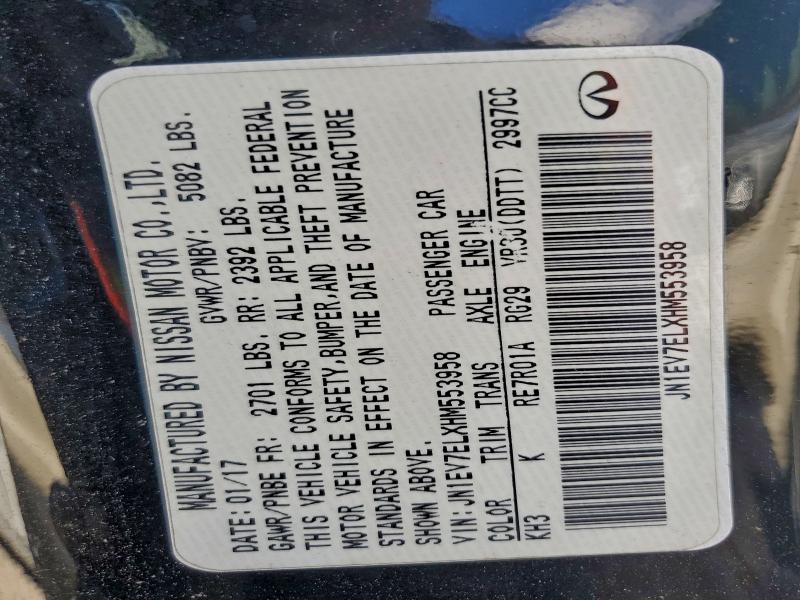 MANUFACTURED BY NISSAN MOTOR CO.,LTD.
DATE: 01/17 GVWR/PNBV: 5082 LBS.
GAWR/PNBE FR: 2701 LBS. RR: 2392 LBS.
THIS VEHICLE CONFORMS TO ALL APPLICABLE FEDERAL
MOTOR VEHICLE SAFETY,BUMPER,AND THEFT PREVENTION
STANDARDS IN EFFECT ON THE DATE OF MANUFACTURE
SHOWN ABOVE.
VIN: JN1EV7ELXHM553958 PASSENGER CAR
COLOR TRIM TRANS AXLE ENGINE
KH3 K RE7R01A RG29 VR30(DDTT) 2997CC
JN1EV7ELXHM553958